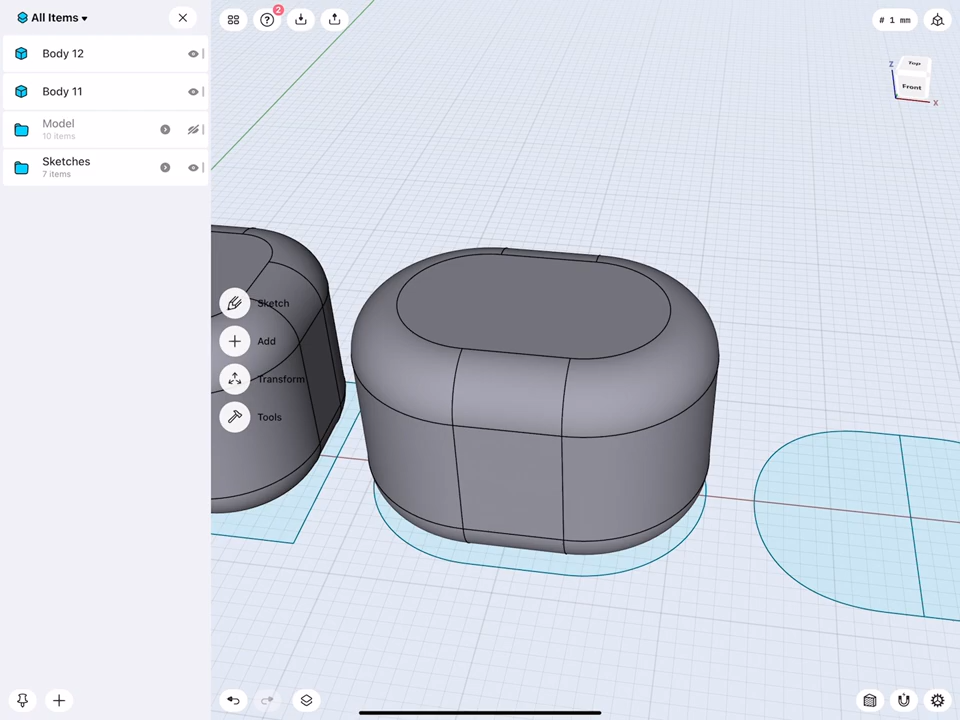 All Items
Body 12
Body 11
Model
10 items
Sketches
7 items
2
# 1 mm
Top
Front
Z
X
Sketch
Add
Transform
Tools